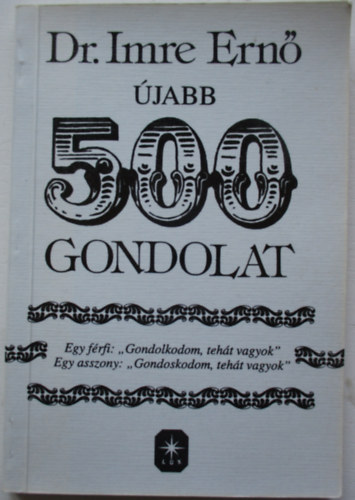 Dr. Imre Ernő
ÚJABB
500
GONDOLAT
Egy férfi: „Gondolkodom, tehát vagyok”
Egy asszony: „Gondoskodom, tehát vagyok”